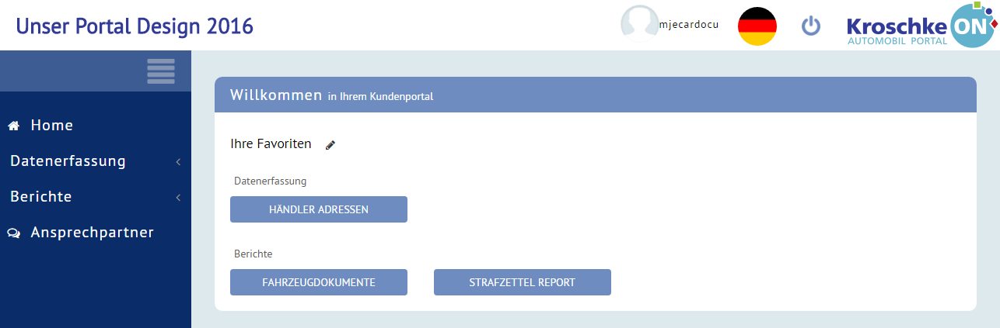 Unser Portal Design 2016
mjecardocu
Kroschke ON
AUTOMOBIL PORTAL
Home
Datenerfassung
Berichte
Ansprechpartner
Willkommen in Ihrem Kundenportal
Ihre Favoriten
Datenerfassung
HÄNDLER ADRESSEN
Berichte
FAHRZEUGDOKUMENTE STRAFZETTEL REPORT